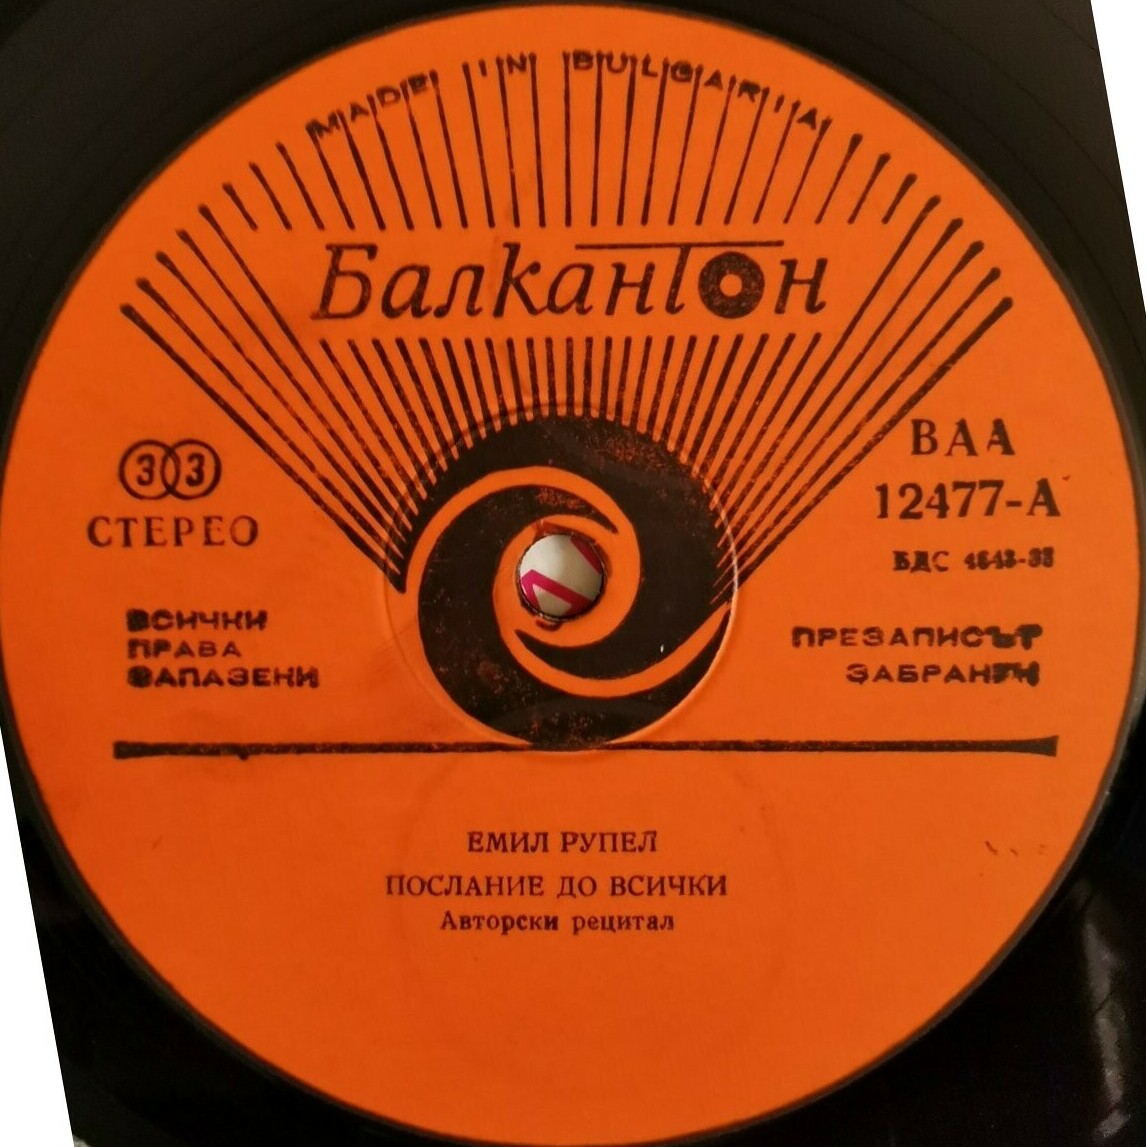 MADE IN BULGARIA
Балкантон
33
СТЕРЕО
ВАА
12477-А
БДС
ВСИЧКИ
ПРАВА
ЗАПАЗЕНИ
ПРЕЗАПИСЪТ
ЗАБРАНЕН
ЕМИЛ РУПЕЛ
ПОСЛАНИЕ ДО ВСИЧКИ
Авторски рецитал